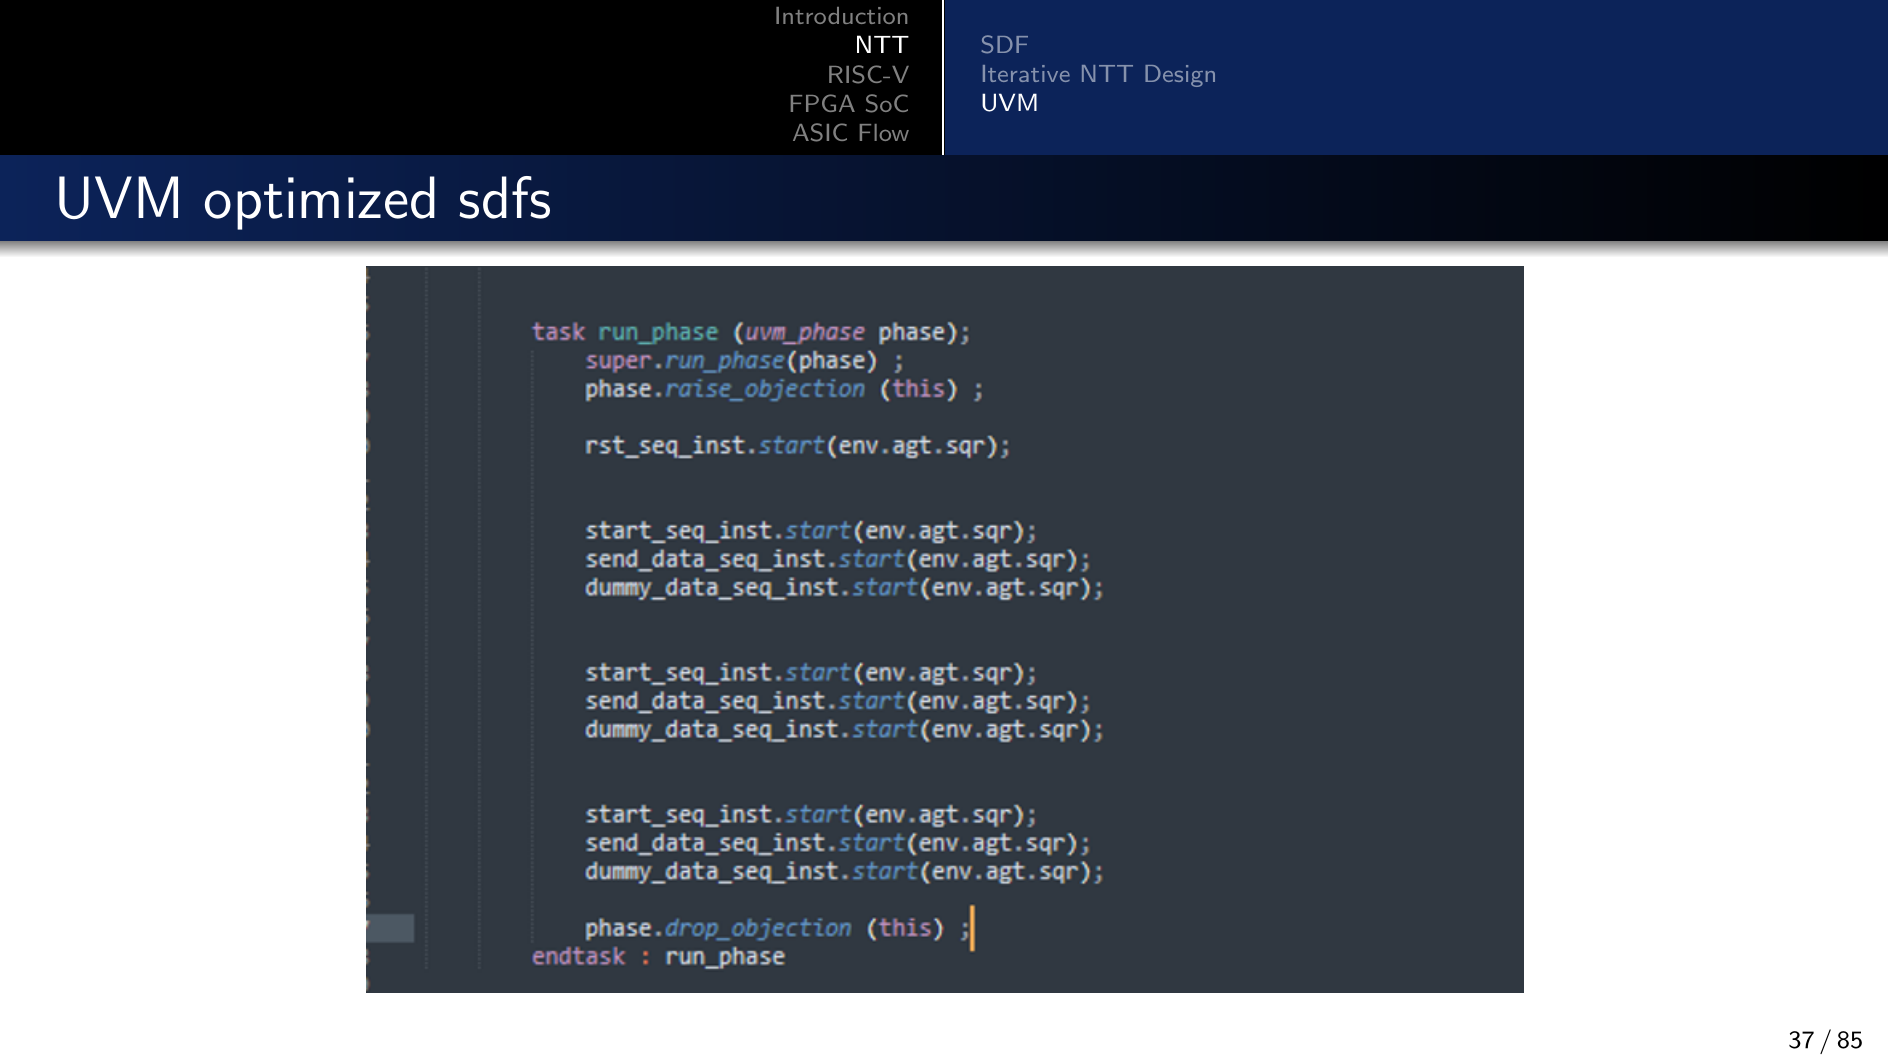 Introduction
NTT
RISC-V
FPGA SoC
ASIC Flow
SDF
Iterative NTT Design
UVM
UVM optimized sdfs
task run_phase (uvm_phase phase);
super.run_phase(phase) ;
phase.raise_objection (this) ;
rst_seq_inst.start(env.agt.sqr);
start_seq_inst.start(env.agt.sqr);
send_data_seq_inst.start(env.agt.sqr);
dummy_data_seq_inst.start(env.agt.sqr);
start_seq_inst.start(env.agt.sqr);
send_data_seq_inst.start(env.agt.sqr);
dummy_data_seq_inst.start(env.agt.sqr);
start_seq_inst.start(env.agt.sqr);
send_data_seq_inst.start(env.agt.sqr);
dummy_data_seq_inst.start(env.agt.sqr);
phase.drop_objection (this) ;
endtask : run_phase
37 / 85